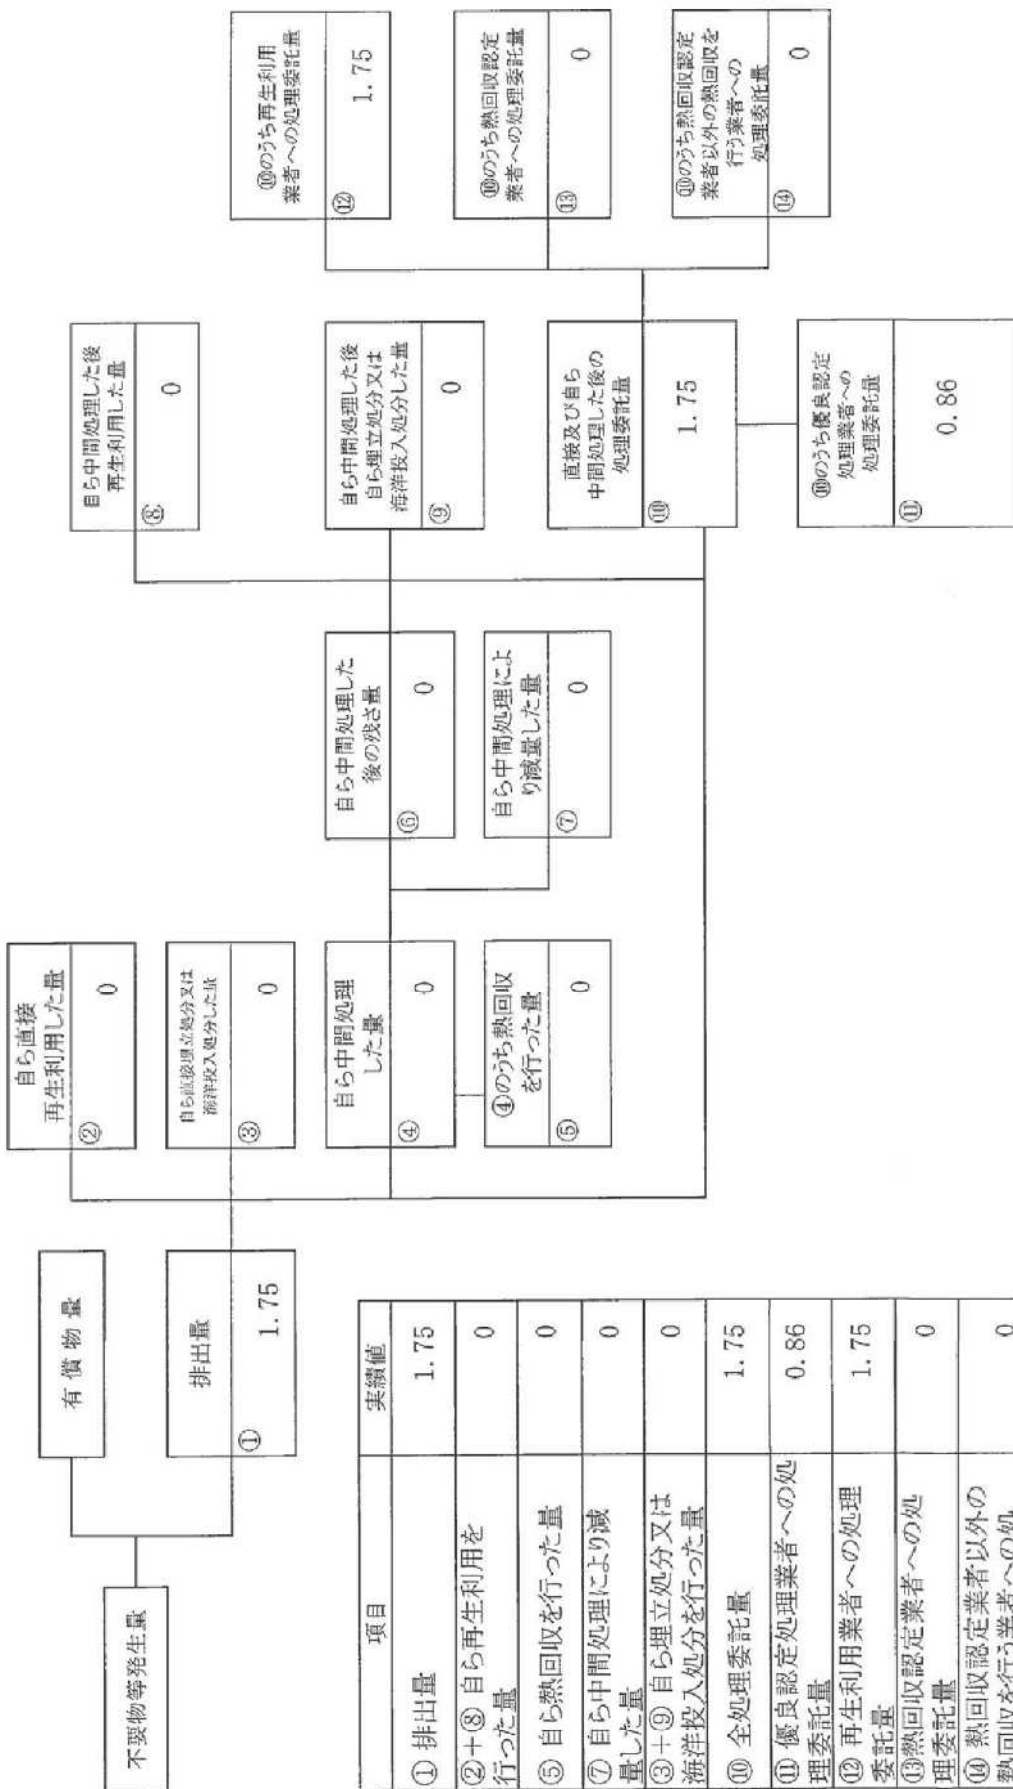 不要物等発生量
有償物量
排出量
①
1.75
自ら直接
再生利用した量
②
0
自ら直接埋立処分又は
海洋投入処分した量
③
0
自ら中間処理
した量
④
0
④のうち熱回収
を行った量
⑤
0
自ら中間処理した
後の残さ量
⑥
0
自ら中間処理によ
り減量した量
⑦
0
自ら中間処理した後
再生利用した量
⑧
0
自ら中間処理した後
自ら埋立処分又は
海洋投入処分した量
⑨
0
直接及び自ら
中間処理した後の
処理委託量
⑩
1.75
⑩のうち優良認定
処理業者への
処理委託量
⑪
0.86
⑩のうち再生利用
業者への処理委託量
⑫
1.75
⑩のうち熱回収認定
業者への処理委託量
⑬
0
⑩のうち熱回収認定
業者以外の熱回収を
行う業者への
処理委託量
⑭
0
項目
実績値
① 排出量
1.75
②+⑧ 自ら再生利用を
行った量
0
⑤ 自ら熱回収を行った量
0
⑦ 自ら中間処理により減
量した量
0
③+⑨ 自ら埋立処分又は
海洋投入処分を行った量
0
⑩ 全処理委託量
1.75
⑪ 優良認定処理業者への処
理委託量
0.86
⑫ 再生利用業者への処理
委託量
1.75
⑬熱回収認定業者への処
理委託量
0
⑭ 熱回収認定業者以外の
熱回収を行う業者への処
0